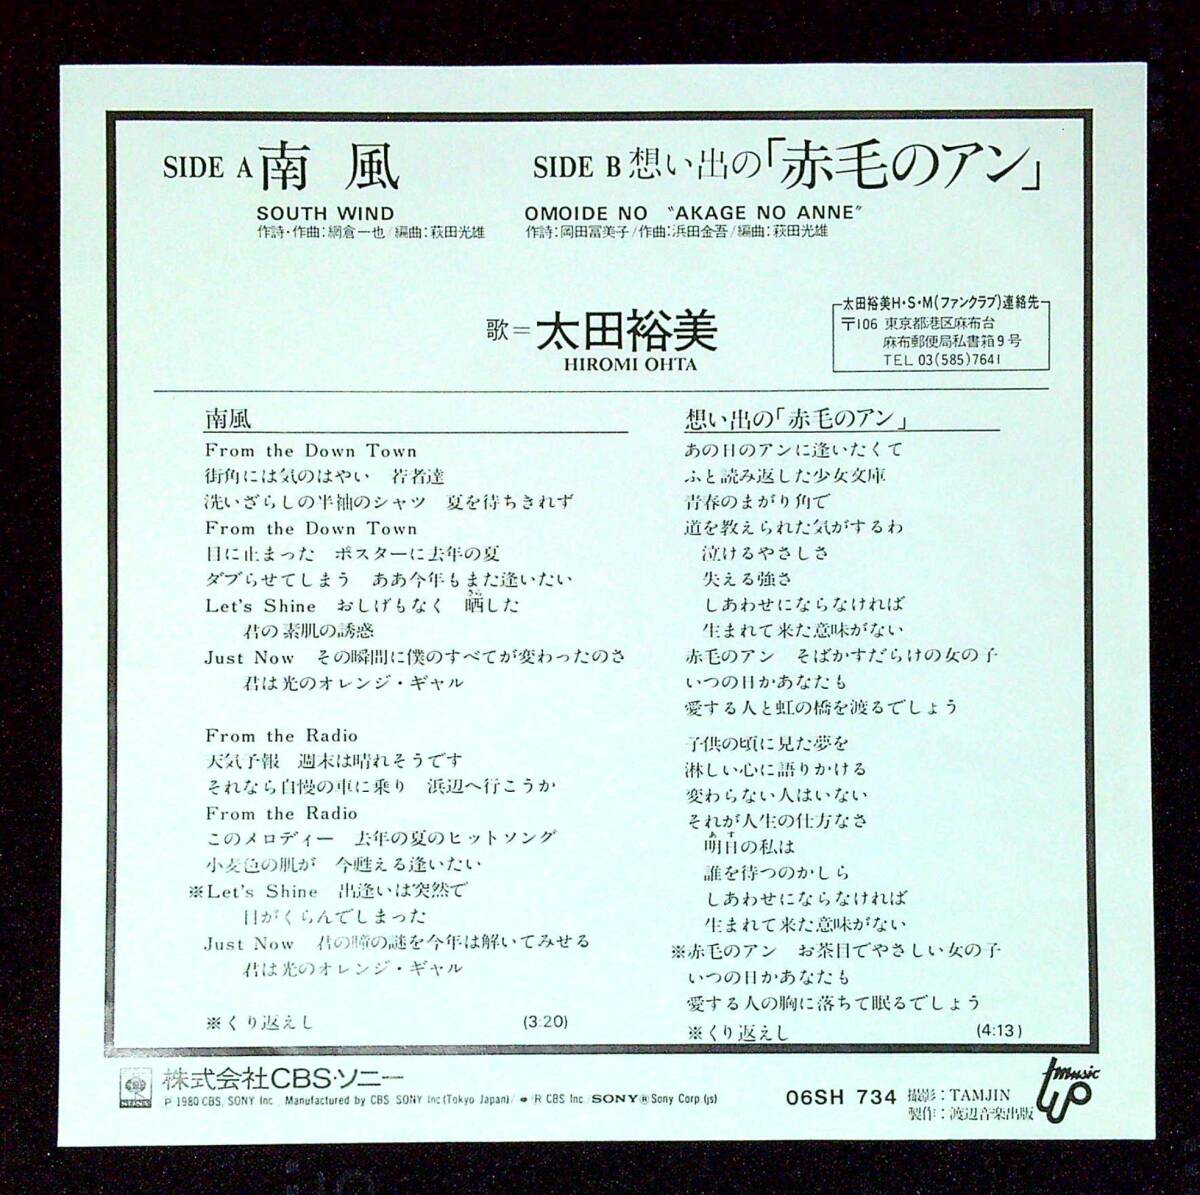 SIDE A 南風
SOUTH WIND
作詩・作曲:網倉一也/編曲:萩田光雄
SIDE B 想い出の「赤毛のアン」
OMOIDE NO “AKAGE NO ANNE”
作詩:岡田冨美子/作曲:浜田金吾/編曲:萩田光雄
歌=太田裕美
HIROMI OHTA
太田裕美H・S・M(ファンクラブ)連絡先
〒106 東京都港区麻布台
麻布郵便局私書箱9号
TEL 03(585)7641
南風
From the Down Town
街角には気のはやい 若者達
洗いざらしの半袖のシャツ 夏を待ちきれず
From the Down Town
目に止まった ポスターに去年の夏
ダブらせてしまう ああ今年もまた逢いたい
さら
Let's Shine おしげもなく 晒した
君の素肌の誘惑
Just Now その瞬間に僕のすべてが変わったのさ
君は光のオレンジ・ギャル
From the Radio
天気予報 週末は晴れそうです
それなら自慢の車に乗り 浜辺へ行こうか
From the Radio
このメロディー 去年の夏のヒットソング
小麦色の肌が 今甦える逢いたい
※Let's Shine 出逢いは突然で
目がくらんでしまった
Just Now 君の瞳の謎を今年は解いてみせる
君は光のオレンジ・ギャル
※くり返えし (3:20)
想い出の「赤毛のアン」
あの日のアンに逢いたくて
ふと読み返した少女文庫
青春のまがり角で
道を教えられた気がするわ
泣けるやさしさ
失える強さ
しあわせにならなければ
生まれて来た意味がない
赤毛のアン そばかすだらけの女の子
いつの日かあなたも
愛する人と虹の橋を渡るでしょう
子供の頃に見た夢を
淋しい心に語りかける
変わらない人はいない
それが人生の仕方なさ
あす
明日の私は
誰を待つのかしら
しあわせにならなければ
生まれて来た意味がない
※赤毛のアン お茶目でやさしい女の子
いつの日かあなたも
愛する人の胸に落ちて眠るでしょう
※くり返えし (4:13)
株式会社CBS・ソニー
℗ 1980 CBS, SONY Inc. Manufactured by CBS SONY Inc(Tokyo Japan)/ ®CBS Inc./SONY®Sony Corp.(js)
06SH 734
撮影:TAMJIN
製作:渡辺音楽出版
music